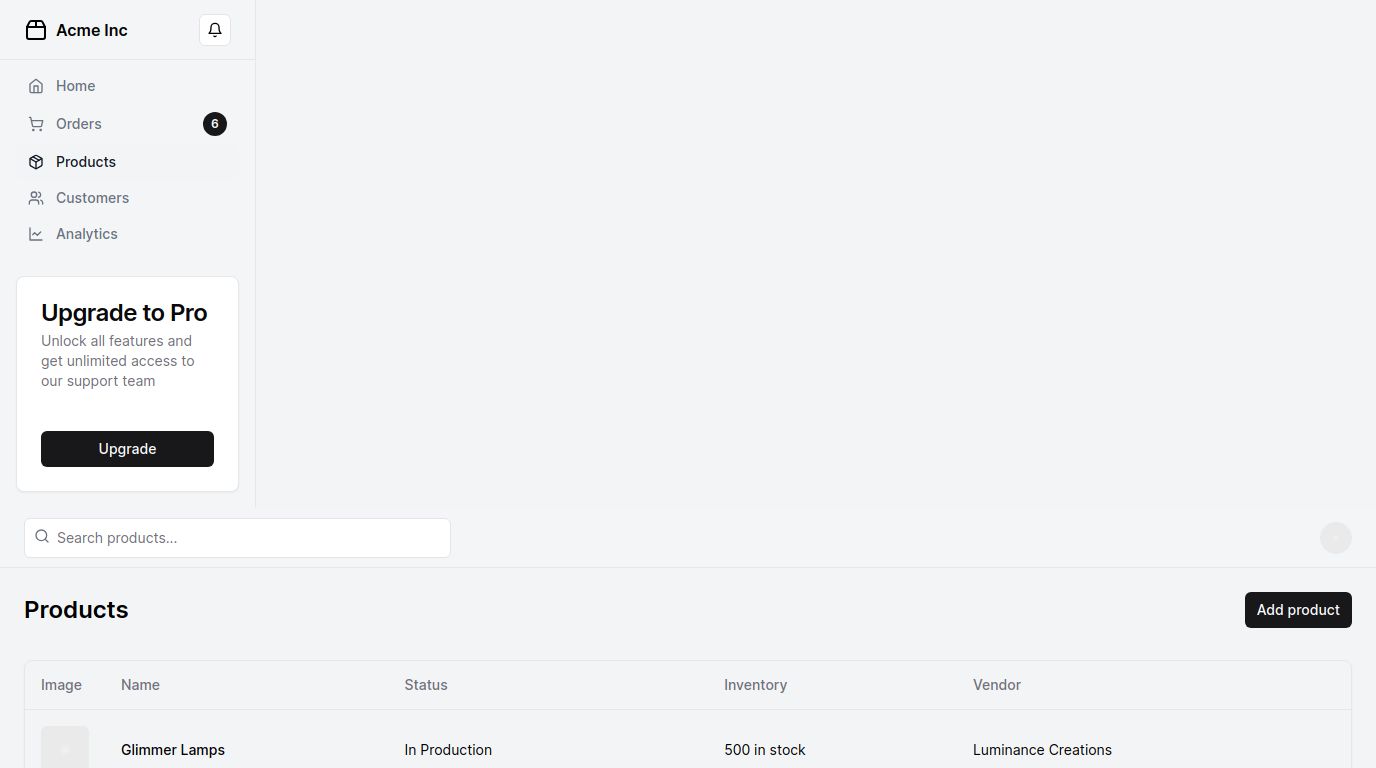 Acme Inc
Home
Orders 6
Products
Customers
Analytics
Upgrade to Pro
Unlock all features and
get unlimited access to
our support team
Upgrade
Search products...
Products Add product
Image Name Status Inventory Vendor
Glimmer Lamps In Production 500 in stock Luminance Creations